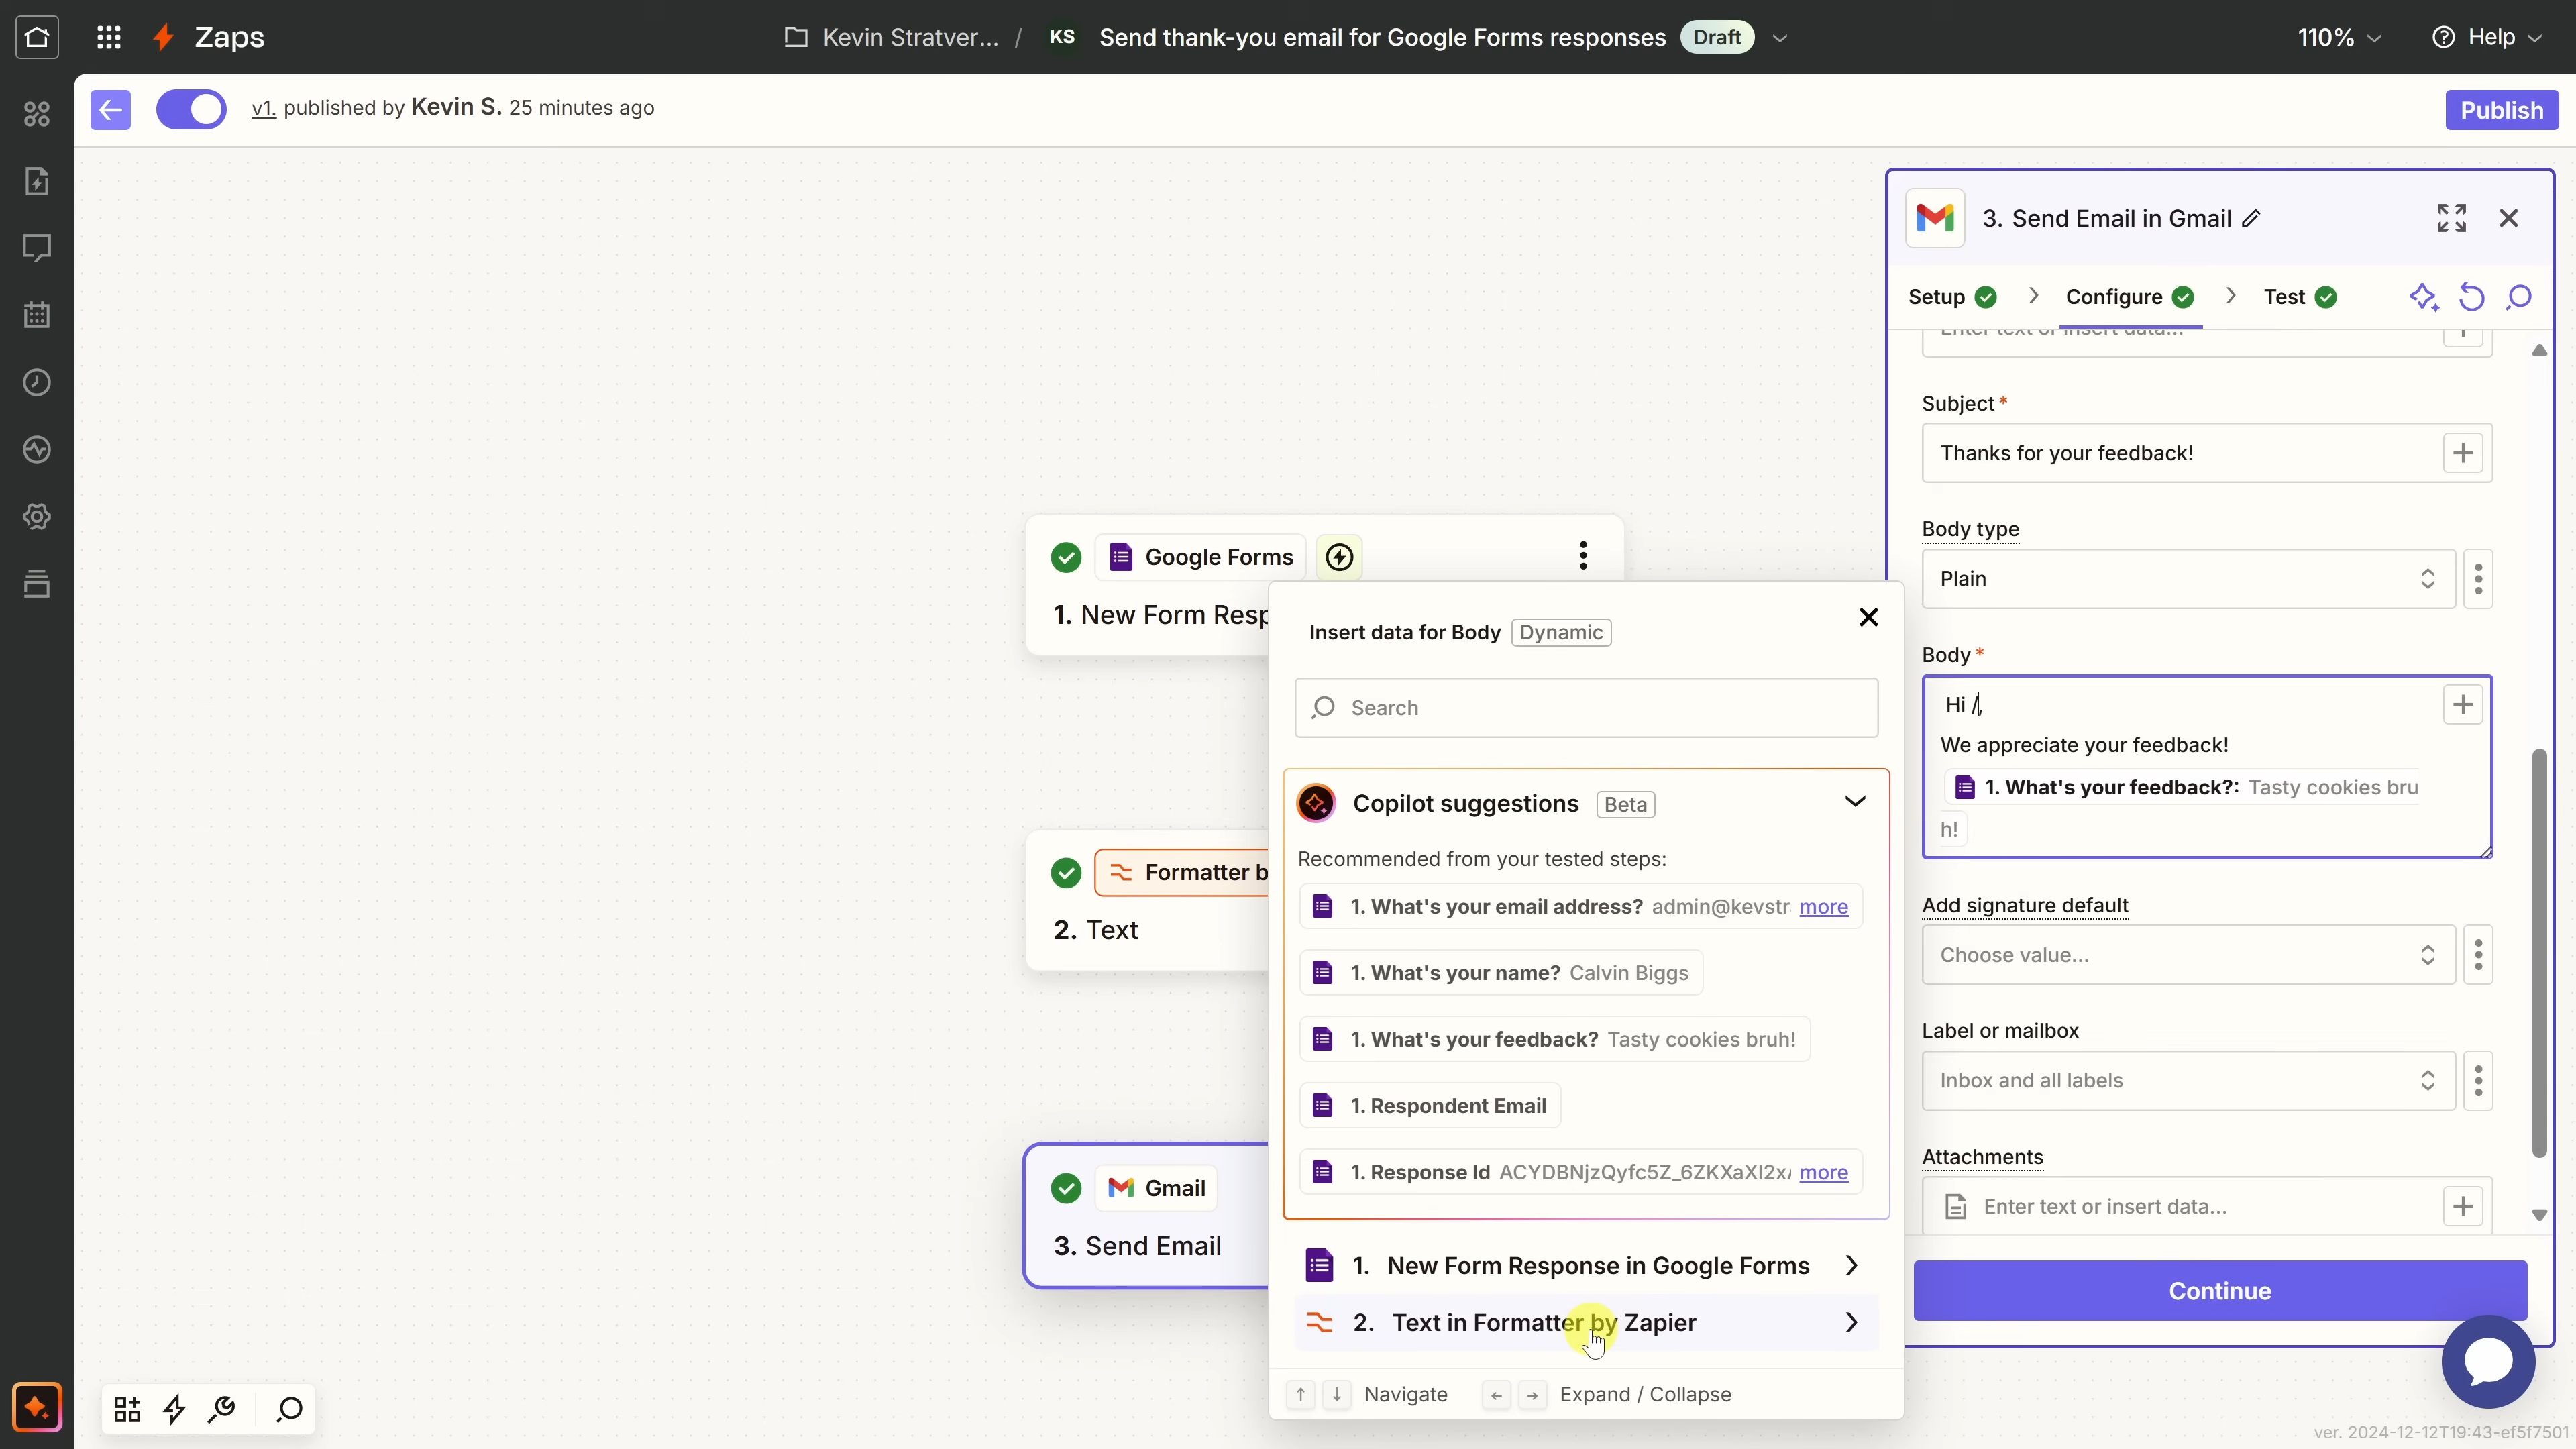 Zaps
Kevin Stratver... / KS Send thank-you email for Google Forms responses Draft
110%
Help
v1. published by Kevin S. 25 minutes ago
Publish
3. Send Email in Gmail
Setup
Configure
Test
Enter text or insert data...
Subject*
Thanks for your feedback!
Body type
Plain
Body*
Hi /,
We appreciate your feedback!
1. What's your feedback?: Tasty cookies bru
h!
Add signature default
Choose value...
Label or mailbox
Inbox and all labels
Attachments
Enter text or insert data...
Continue
Google Forms
1. New Form Resp
Formatter b
2. Text
Gmail
3. Send Email
Insert data for Body Dynamic
Search
Copilot suggestions Beta
Recommended from your tested steps:
1. What's your email address? admin@kevstr more
1. What's your name? Calvin Biggs
1. What's your feedback? Tasty cookies bruh!
1. Respondent Email
1. Response Id ACYDBNjzQyfc5Z_6ZKXaXI2x/ more
1. New Form Response in Google Forms
2. Text in Formatter by Zapier
↑ ↓ Navigate ← → Expand / Collapse
ver. 2024-12-12T19:43-ef5f7501